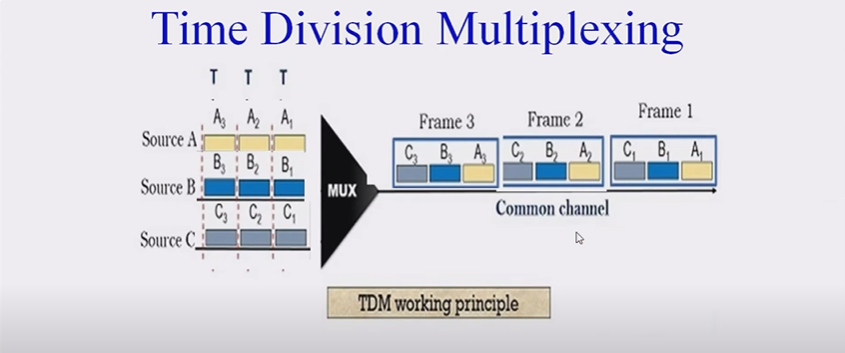 Time Division Multiplexing
T T T
A₃ A₂ A₁
Source A
B₃ B₂ B₁
Source B
C₃ C₂ C₁
Source C
MUX
Frame 3 Frame 2 Frame 1
C₃ B₃ A₃ C₂ B₂ A₂ C₁ B₁ A₁
Common channel
TDM working principle